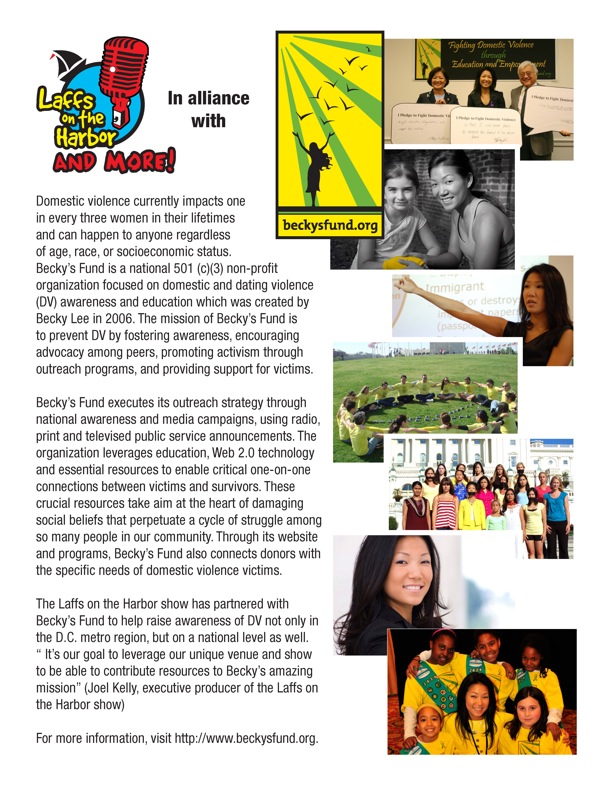 Laffs
on the
Harbor
AND MORE!
In alliance
with
beckysfund.org
Fighting Domestic Violence
through
Education and Empowerment
I Pledge to Fight Domestic Violence
I Pledge to Fight Domestic Violence
I Pledge to Fight Domestic
Immigrant
or destroy
papers
(passpo
Domestic violence currently impacts one
in every three women in their lifetimes
and can happen to anyone regardless
of age, race, or socioeconomic status.
Becky’s Fund is a national 501 (c)(3) non-profit
organization focused on domestic and dating violence
(DV) awareness and education which was created by
Becky Lee in 2006. The mission of Becky’s Fund is
to prevent DV by fostering awareness, encouraging
advocacy among peers, promoting activism through
outreach programs, and providing support for victims.
Becky’s Fund executes its outreach strategy through
national awareness and media campaigns, using radio,
print and televised public service announcements. The
organization leverages education, Web 2.0 technology
and essential resources to enable critical one-on-one
connections between victims and survivors. These
crucial resources take aim at the heart of damaging
social beliefs that perpetuate a cycle of struggle among
so many people in our community. Through its website
and programs, Becky’s Fund also connects donors with
the specific needs of domestic violence victims.
The Laffs on the Harbor show has partnered with
Becky’s Fund to help raise awareness of DV not only in
the D.C. metro region, but on a national level as well.
“ It’s our goal to leverage our unique venue and show
to be able to contribute resources to Becky’s amazing
mission” (Joel Kelly, executive producer of the Laffs on
the Harbor show)
For more information, visit http://www.beckysfund.org.